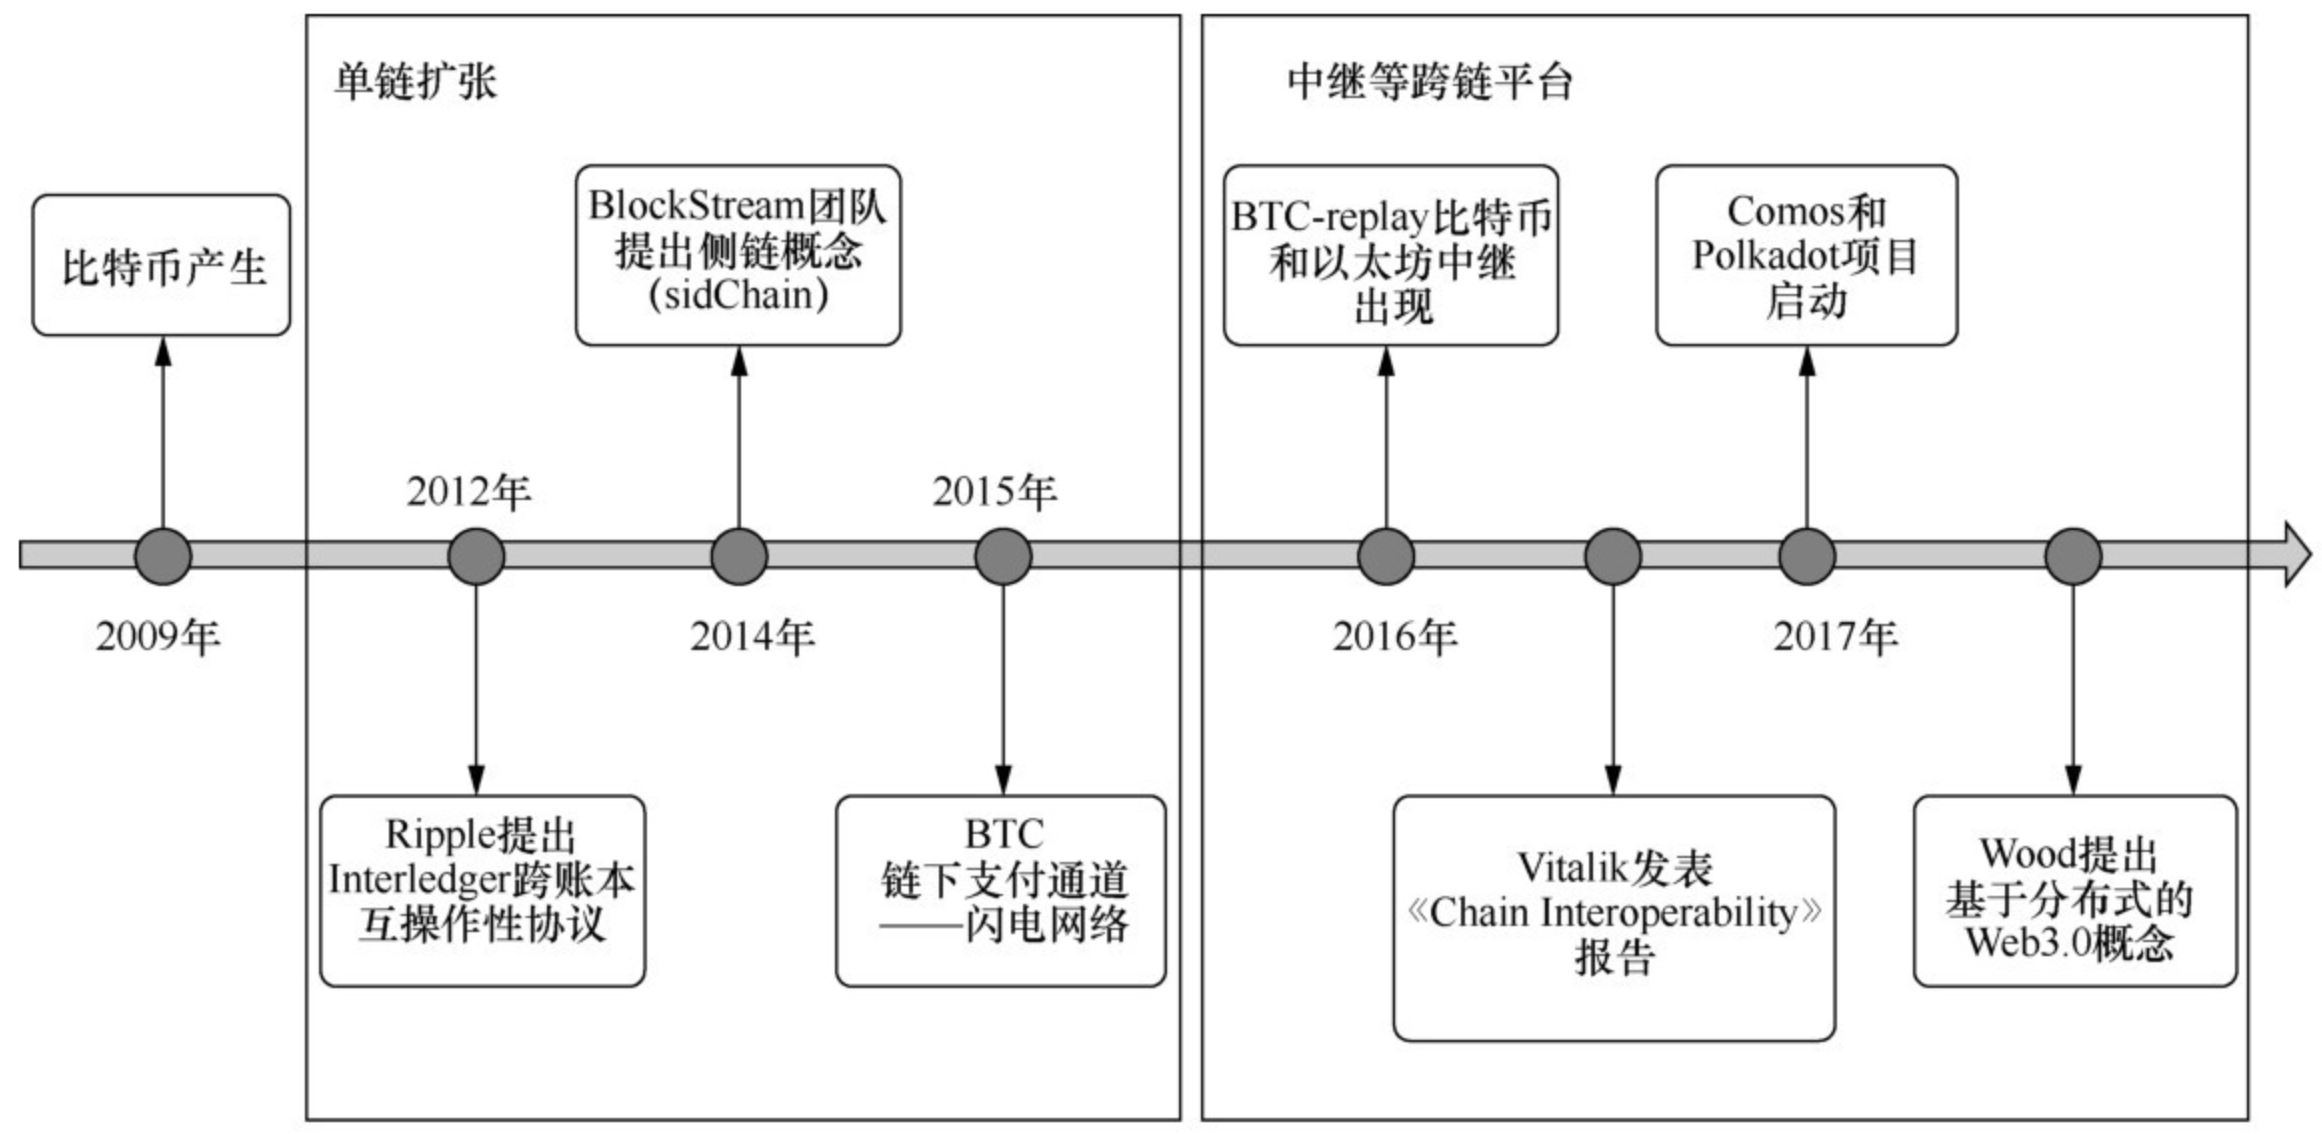 单链扩张
中继等跨链平台
比特币产生
BlockStream团队
提出侧链概念
(sidChain)
BTC-replay比特币
和以太坊中继
出现
Comos和
Polkadot项目
启动
2012年
2015年
2009年
2014年
2016年
2017年
Ripple提出
Interledger跨账本
互操作性协议
BTC
链下支付通道
——闪电网络
Vitalik发表
《Chain Interoperability》
报告
Wood提出
基于分布式的
Web3.0概念